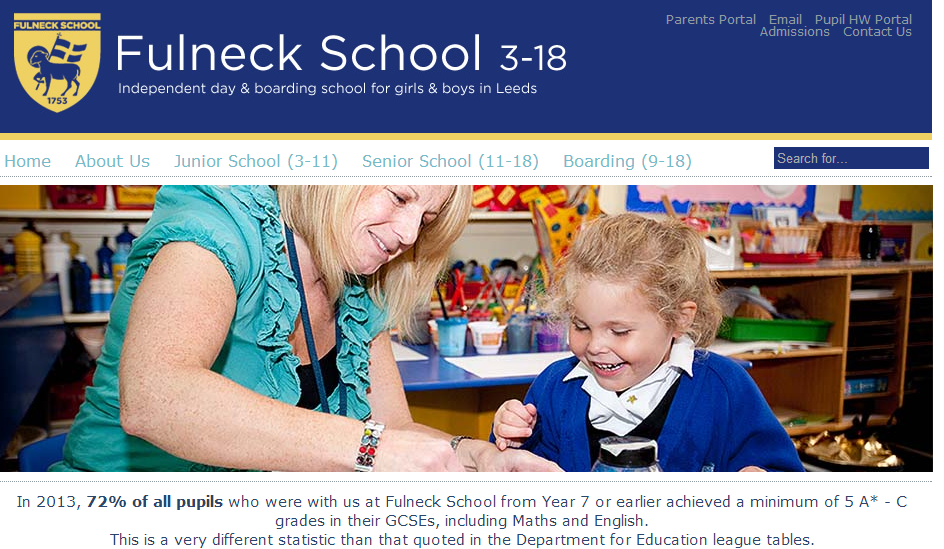 FULNECK SCHOOL
1753
Fulneck School 3-18
Independent day & boarding school for girls & boys in Leeds
Parents Portal Email Pupil HW Portal
Admissions Contact Us
Home About Us Junior School (3-11) Senior School (11-18) Boarding (9-18)
Search for...
In 2013, 72% of all pupils who were with us at Fulneck School from Year 7 or earlier achieved a minimum of 5 A* - C
grades in their GCSEs, including Maths and English.
This is a very different statistic than that quoted in the Department for Education league tables.